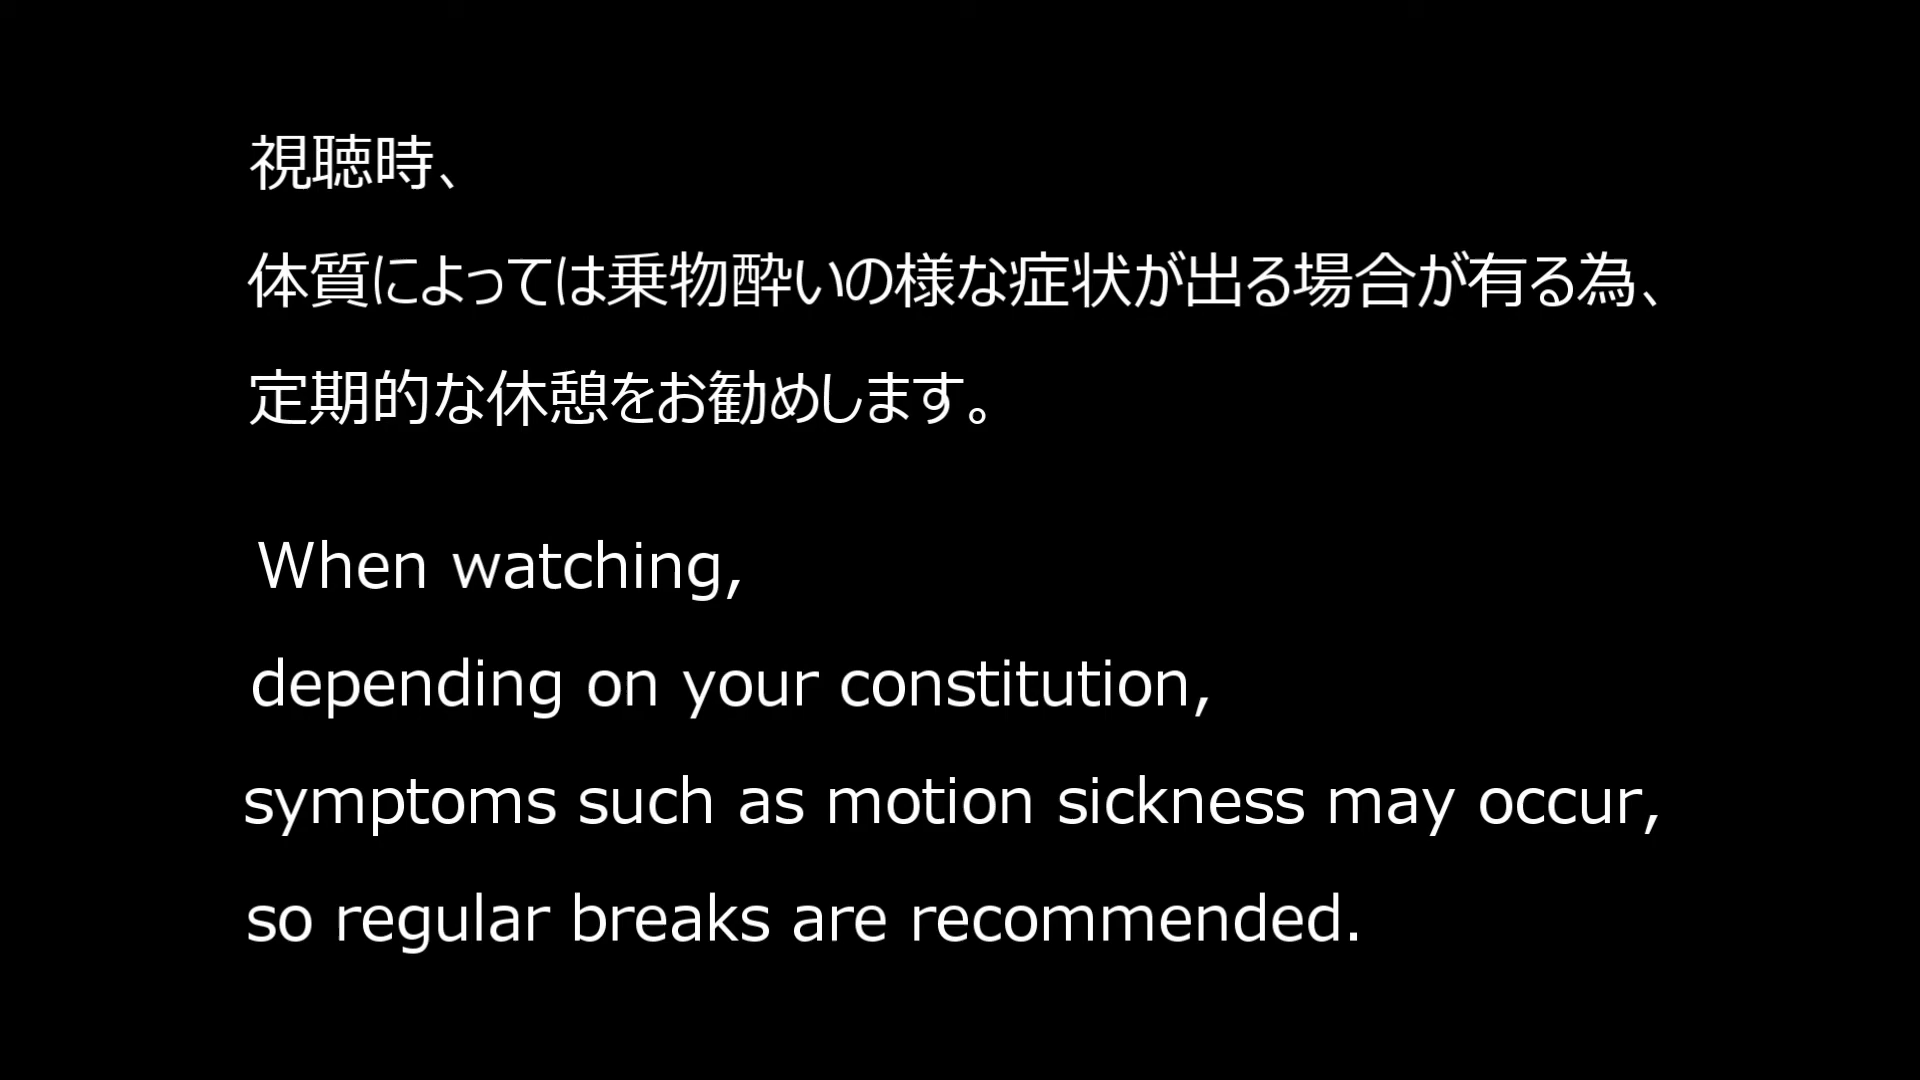 視聴時、
体質によっては乗物酔いの様な症状が出る場合が有る為、
定期的な休憩をお勧めします。
When watching,
depending on your constitution,
symptoms such as motion sickness may occur,
so regular breaks are recommended.